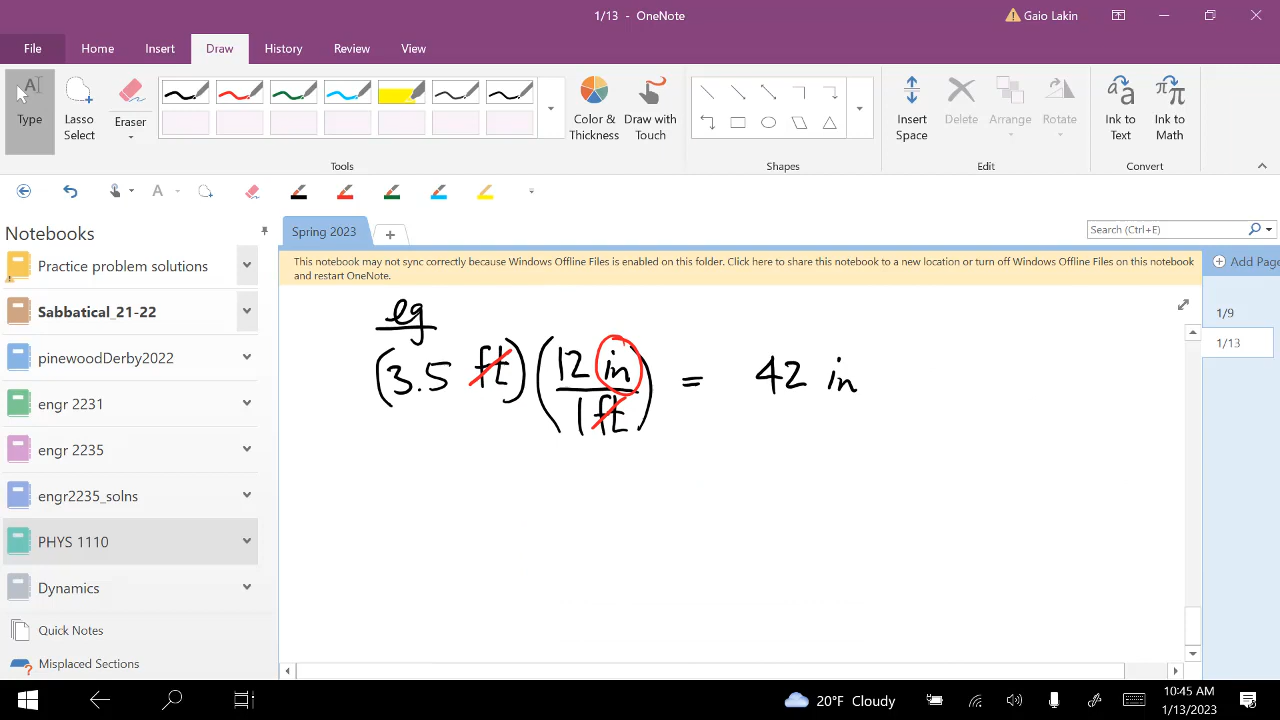 1/13 - OneNote
Gaio Lakin
File Home Insert Draw History Review View
Type
Lasso Select
Eraser
Color & Thickness
Draw with Touch
Insert Space
Delete
Arrange
Rotate
Ink to Text
Ink to Math
Tools
Shapes
Edit
Convert
Notebooks
Practice problem solutions
Sabbatical_21-22
pinewoodDerby2022
engr 2231
engr 2235
engr2235_solns
PHYS 1110
Dynamics
Quick Notes
Misplaced Sections
Spring 2023
Search (Ctrl+E)
This notebook may not sync correctly because Windows Offline Files is enabled on this folder. Click here to share this notebook to a new location or turn off Windows Offline Files on this notebook
and restart OneNote.
Add Page
1/9
1/13
eg
(3.5 ft) (12 in / 1 ft) = 42 in
20°F Cloudy
10:45 AM
1/13/2023